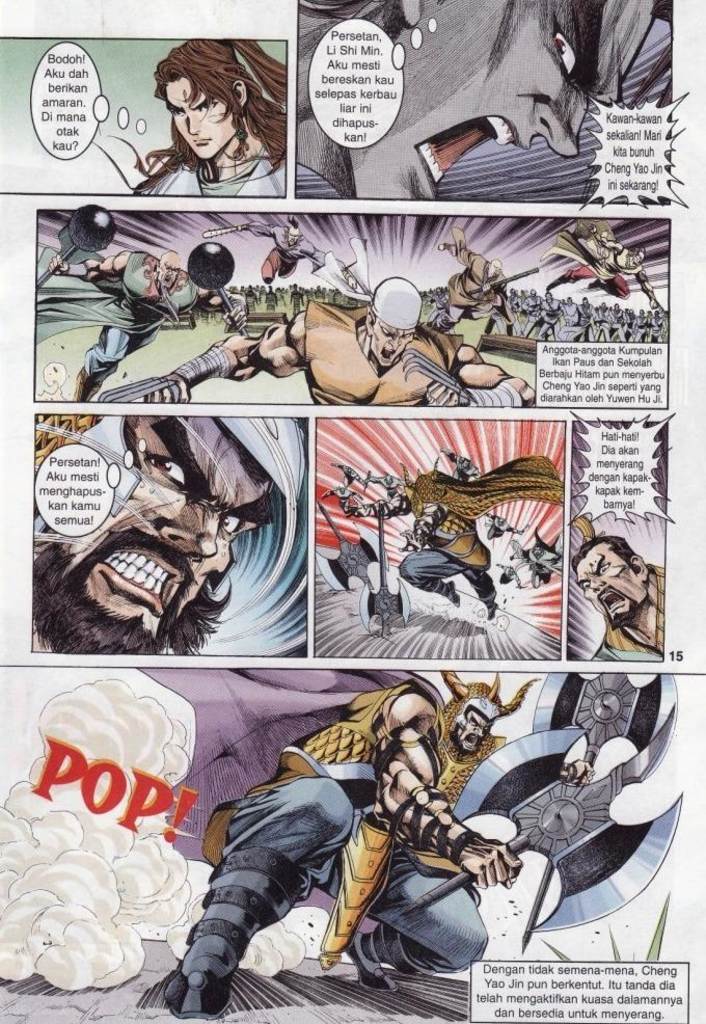 Bodoh!
Aku dah
berikan
amaran.
Di mana
otak
kau?
Persetan,
Li Shi Min.
Aku mesti
bereskan kau
selepas kerbau
liar ini
dihapus-
kan!
Kawan-kawan
sekalian! Mari
kita bunuh
Cheng Yao Jin
ini sekarang!
Anggota-anggota Kumpulan
Ikan Paus dan Sekolah
Berbaju Hitam pun menyerbu
Cheng Yao Jin seperti yang
diarahkan oleh Yuwen Hu Ji.
Persetan!
Aku mesti
menghapus-
kan kamu
semua!
Hati-hati!
Dia akan
menyerang
dengan kapak-
kapak kem-
barnya!
15
POP!
Dengan tidak semena-mena, Cheng
Yao Jin pun berkentut. Itu tanda dia
telah mengaktifkan kuasa dalamannya
dan bersedia untuk menyerang.